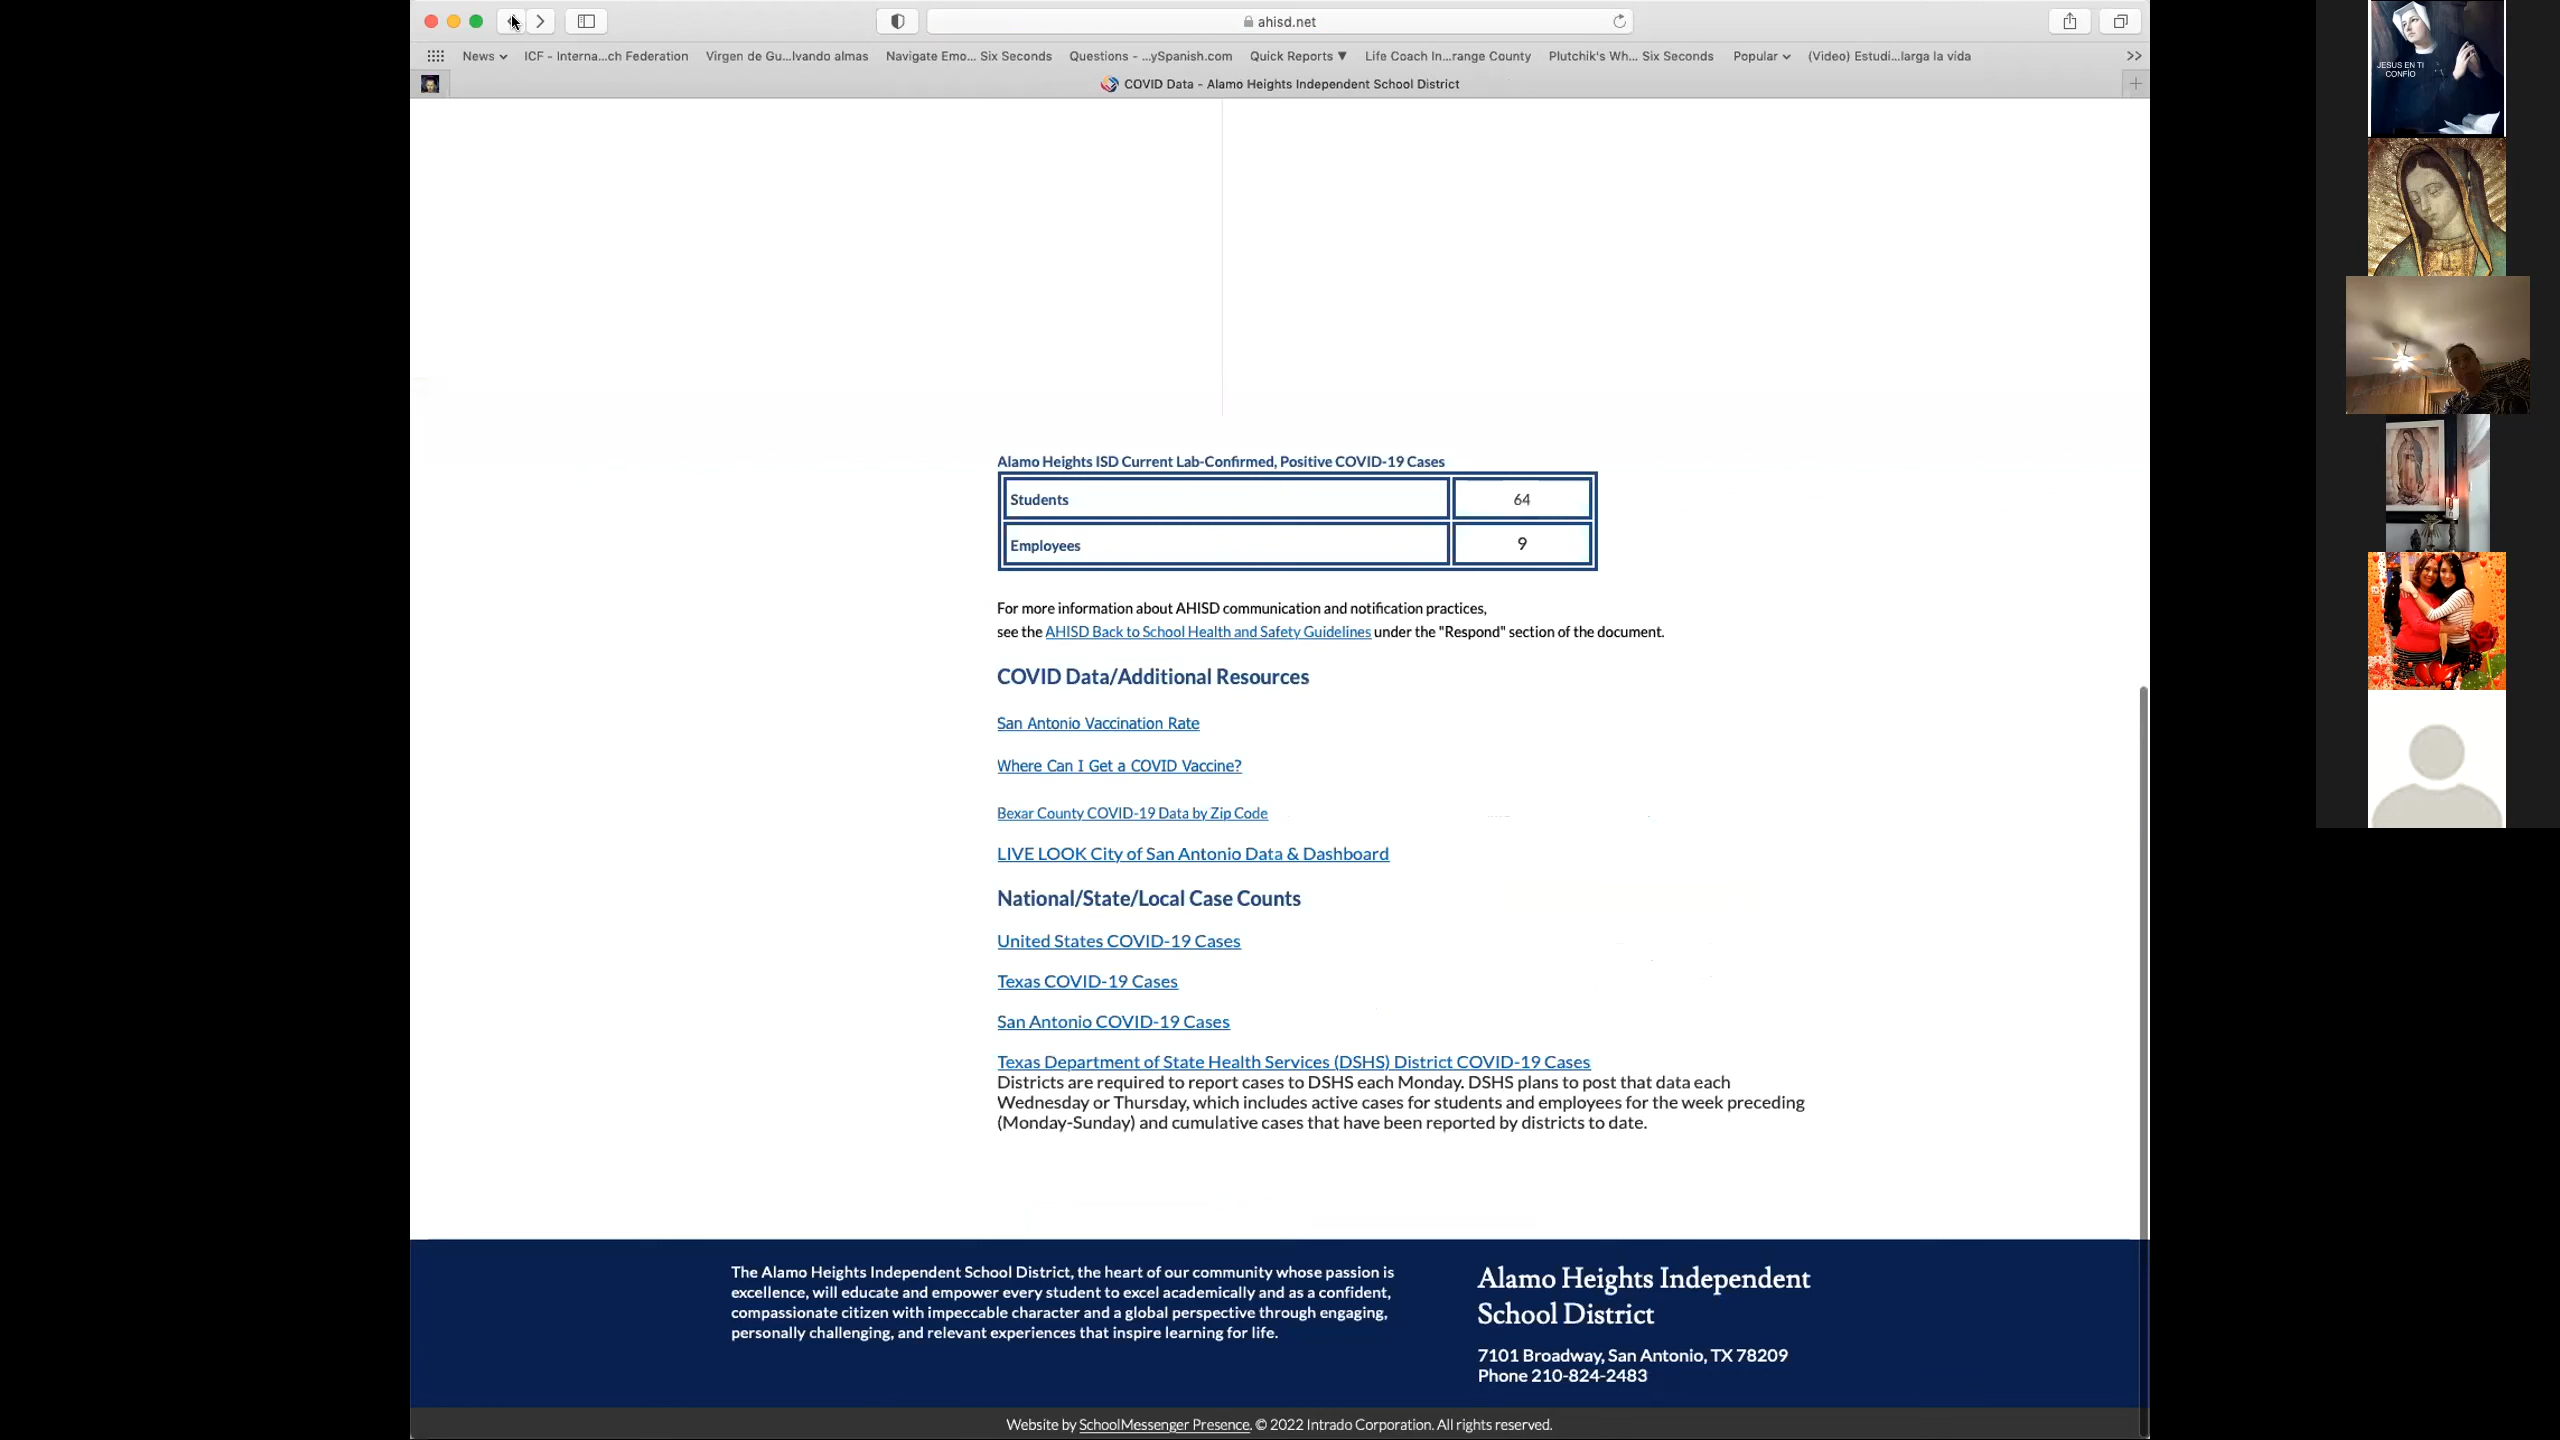 ahisd.net
News
ICF - Interna...ch Federation
Virgen de Gu...lvando almas
Navigate Emo... Six Seconds
Questions - ...ySpanish.com
Quick Reports ▼
Life Coach In...range County
Plutchik's Wh... Six Seconds
Popular
(Video) Estudi...larga la vida
>>
COVID Data - Alamo Heights Independent School District
JESUS EN TI
CONFÍO
Alamo Heights ISD Current Lab-Confirmed, Positive COVID-19 Cases
Students 64
Employees 9
For more information about AHISD communication and notification practices,
see the AHISD Back to School Health and Safety Guidelines under the "Respond" section of the document.
COVID Data/Additional Resources
San Antonio Vaccination Rate
Where Can I Get a COVID Vaccine?
Bexar County COVID-19 Data by Zip Code
LIVE LOOK City of San Antonio Data & Dashboard
National/State/Local Case Counts
United States COVID-19 Cases
Texas COVID-19 Cases
San Antonio COVID-19 Cases
Texas Department of State Health Services (DSHS) District COVID-19 Cases
Districts are required to report cases to DSHS each Monday. DSHS plans to post that data each
Wednesday or Thursday, which includes active cases for students and employees for the week preceding
(Monday-Sunday) and cumulative cases that have been reported by districts to date.
The Alamo Heights Independent School District, the heart of our community whose passion is
excellence, will educate and empower every student to excel academically and as a confident,
compassionate citizen with impeccable character and a global perspective through engaging,
personally challenging, and relevant experiences that inspire learning for life.
Alamo Heights Independent
School District
7101 Broadway, San Antonio, TX 78209
Phone 210-824-2483
Website by SchoolMessenger Presence. © 2022 Intrado Corporation. All rights reserved.